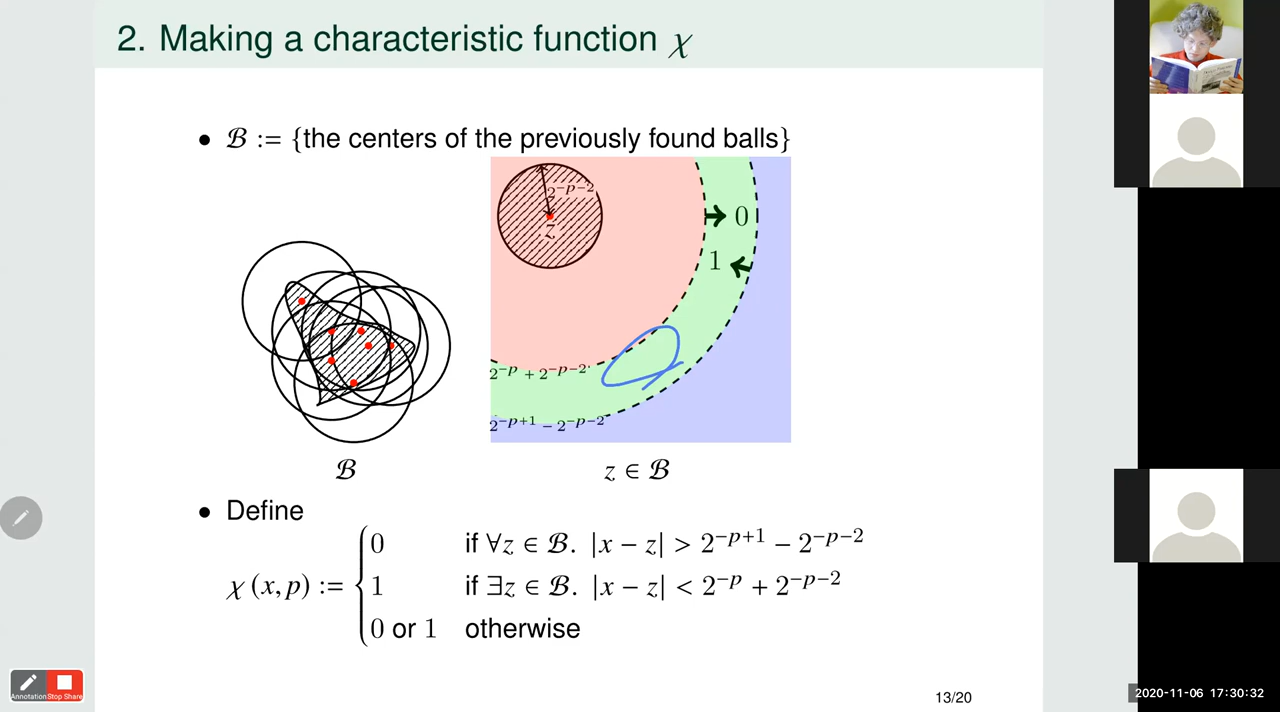 2. Making a characteristic function χ
• ℬ := {the centers of the previously found balls}
2^{-p-2}
z
0
1
2^{-p} + 2^{-p-2}
2^{-p+1} − 2^{-p-2}
ℬ
z ∈ ℬ
• Define
0 if ∀z ∈ ℬ. |x − z| > 2^{-p+1} − 2^{-p-2}
χ(x, p) := { 1 if ∃z ∈ ℬ. |x − z| < 2^{-p} + 2^{-p-2}
0 or 1 otherwise
Annotation Stop Share
13/20
2020-11-06 17:30:32